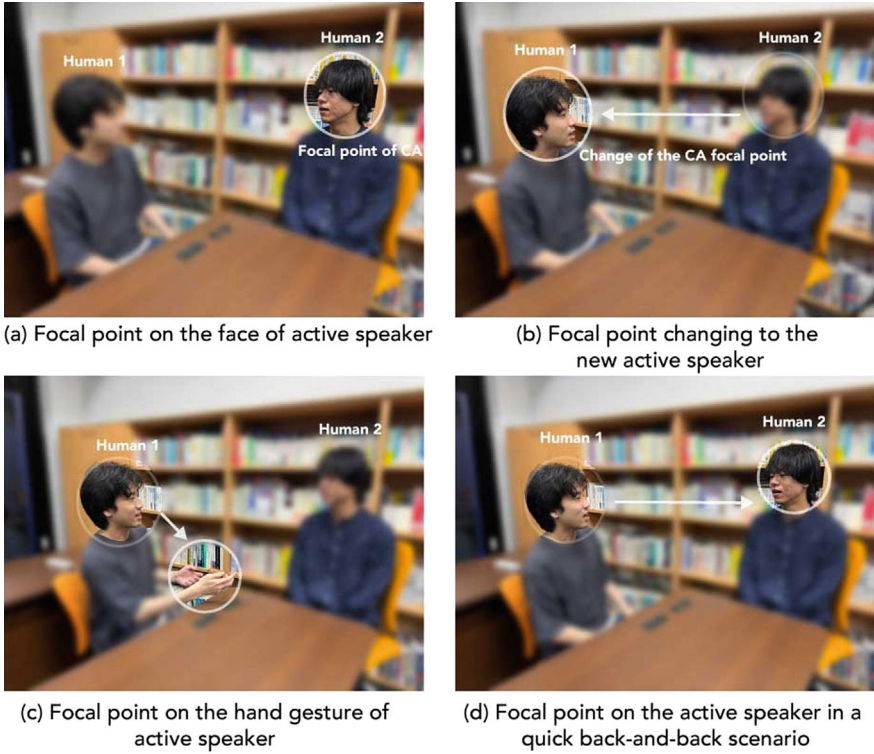 Human 1
Human 2
Focal point of CA
(a) Focal point on the face of active speaker
Human 1
Human 2
Change of the CA focal point
(b) Focal point changing to the
new active speaker
Human 1
Human 2
(c) Focal point on the hand gesture of
active speaker
Human 1
Human 2
(d) Focal point on the active speaker in a
quick back-and-back scenario